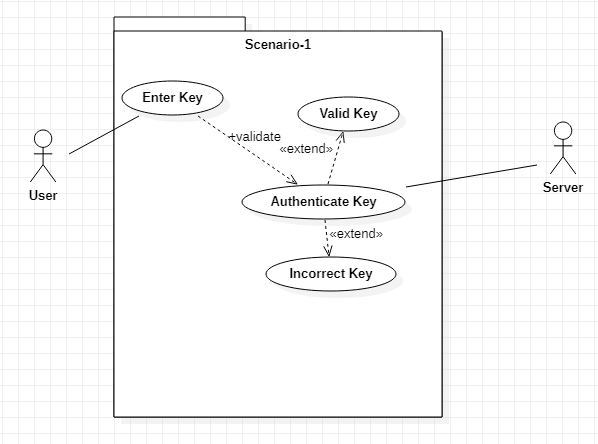 Scenario-1
Enter Key
Valid Key
+validate
«extend»
User
Server
Authenticate Key
«extend»
Incorrect Key